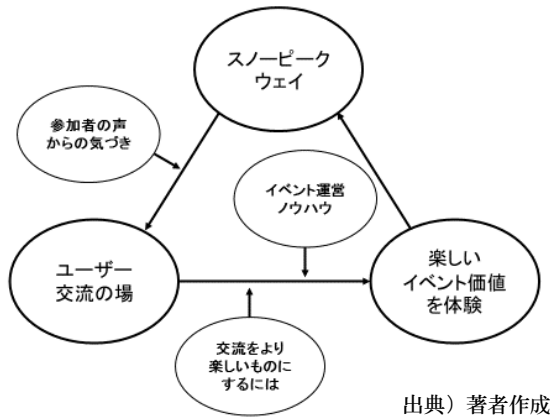 スノーピーク
ウェイ
参加者の声
からの気づき
イベント運営
ノウハウ
ユーザー
交流の場
楽しい
イベント価値
を体験
交流をより
楽しいものに
するには
出典）著者作成